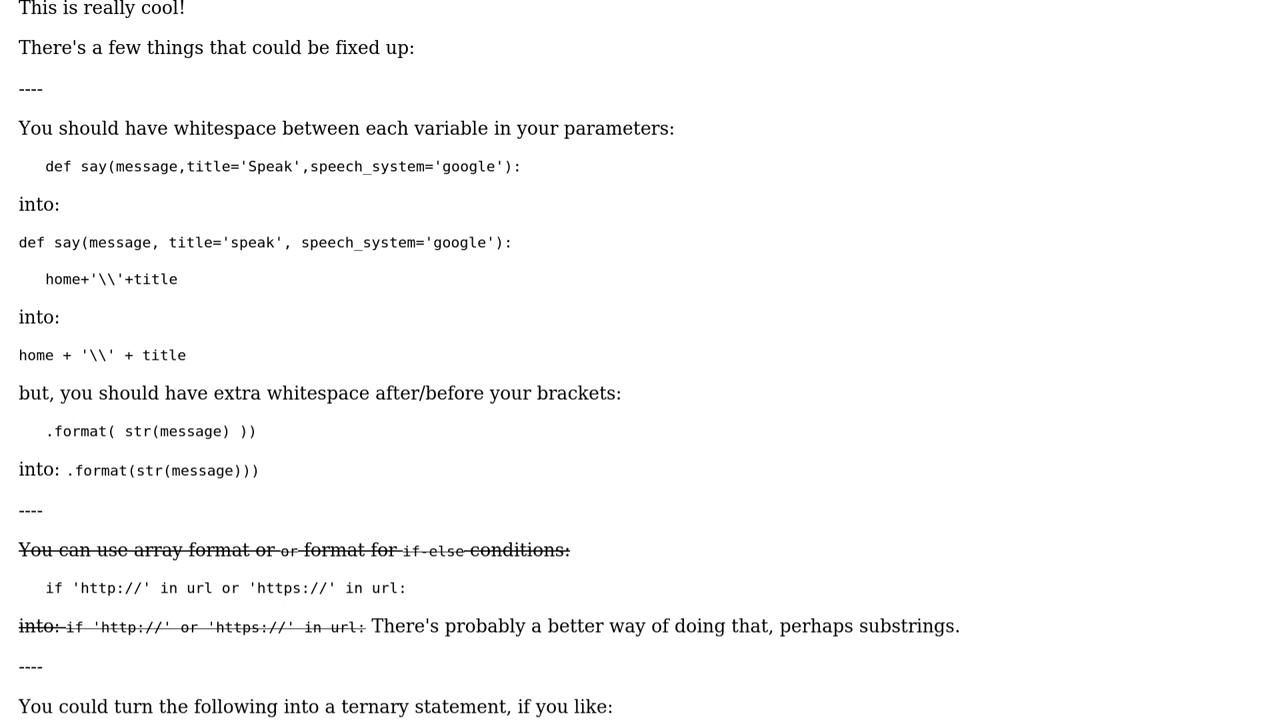 This is really cool!
There's a few things that could be fixed up:
----
You should have whitespace between each variable in your parameters:
def say(message,title='Speak',speech_system='google'):
into:
def say(message, title='speak', speech_system='google'):
home+'\\'+title
into:
home + '\\' + title
but, you should have extra whitespace after/before your brackets:
.format( str(message) ))
into: .format(str(message)))
----
You can use array format or or format for if-else conditions:
if 'http://' in url or 'https://' in url:
into: if 'http://' or 'https://' in url: There's probably a better way of doing that, perhaps substrings.
----
You could turn the following into a ternary statement, if you like: